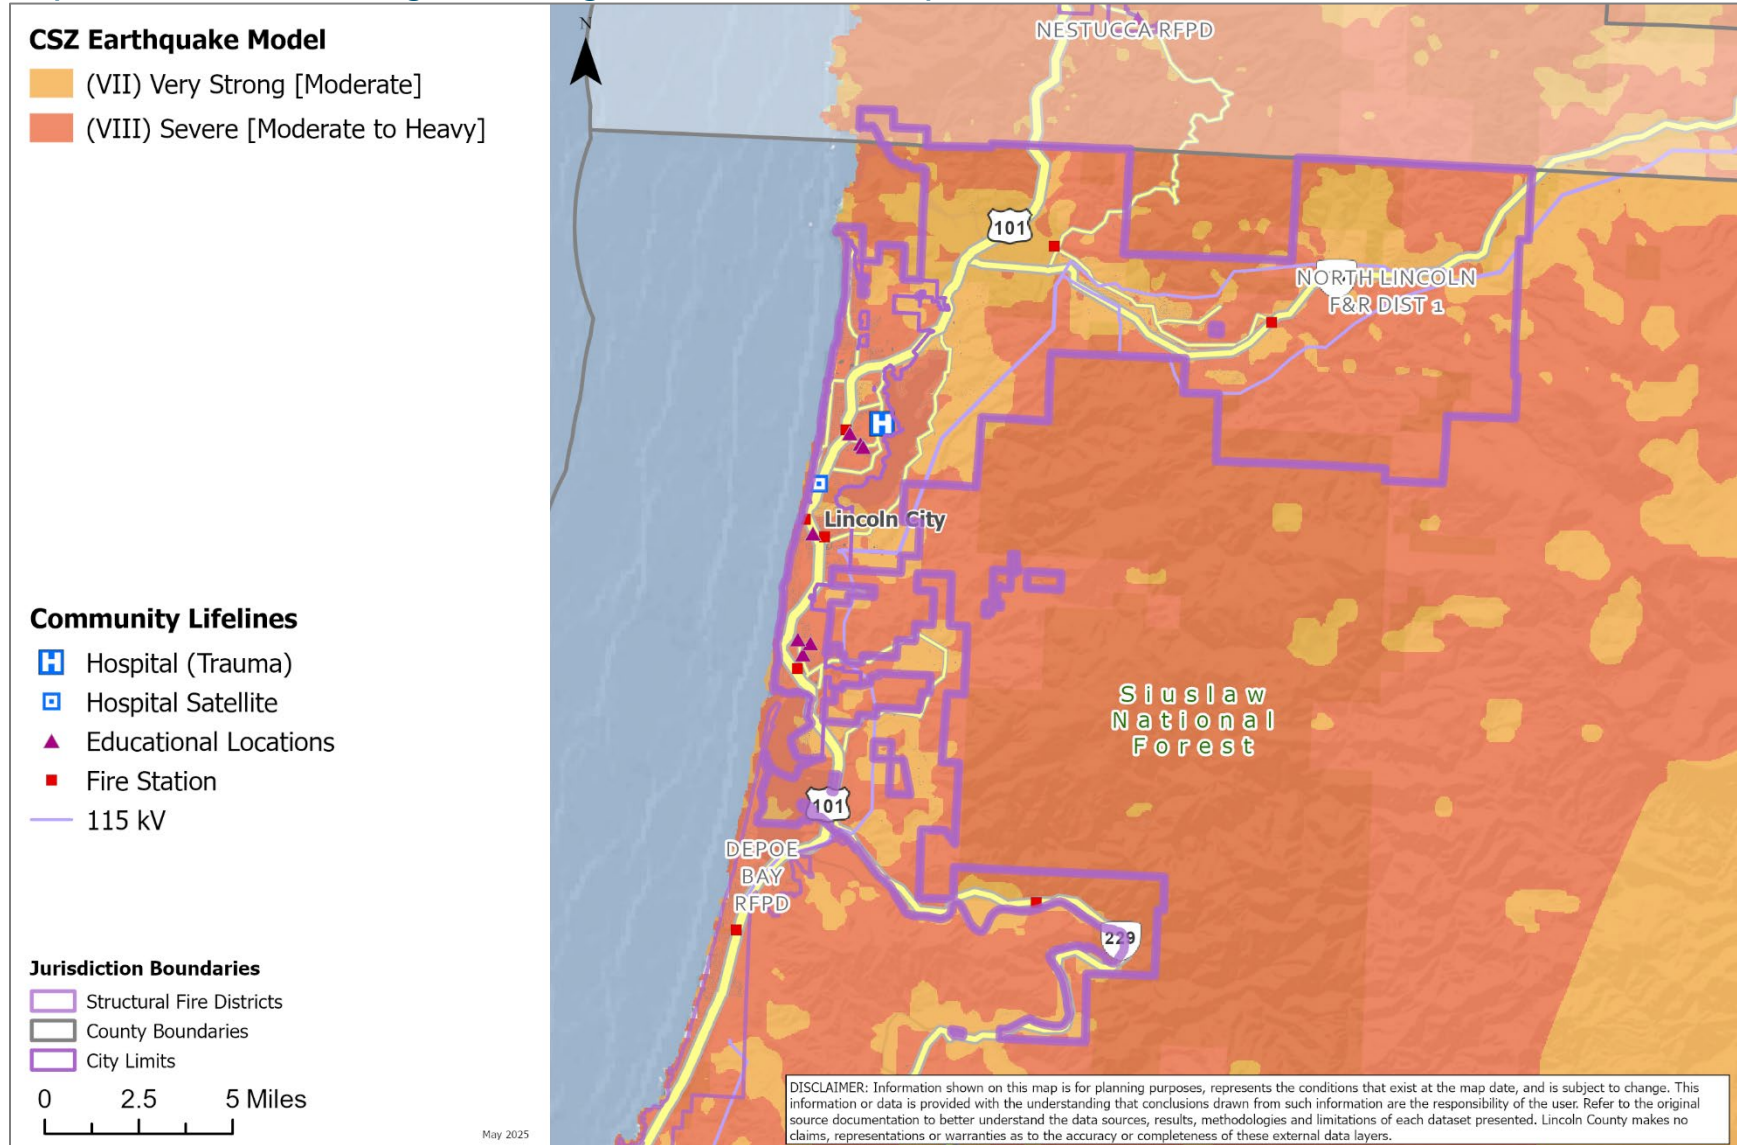 CSZ Earthquake Model
(VII) Very Strong [Moderate]
(VIII) Severe [Moderate to Heavy]
Community Lifelines
Hospital (Trauma)
Hospital Satellite
Educational Locations
Fire Station
115 kV
Jurisdiction Boundaries
Structural Fire Districts
County Boundaries
City Limits
0 2.5 5 Miles
May 2025
N
NESTUCCA RFPD
101
NORTH LINCOLN
F&R DIST 1
H
Lincoln City
Siuslaw
National
Forest
101
DEPOE
BAY
RFPD
229
DISCLAIMER: Information shown on this map is for planning purposes, represents the conditions that exist at the map date, and is subject to change. This
information or data is provided with the understanding that conclusions drawn from such information are the responsibility of the user. Refer to the original
source documentation to better understand the data sources, results, methodologies and limitations of each dataset presented. Lincoln County makes no
claims, representations or warranties as to the accuracy or completeness of these external data layers.